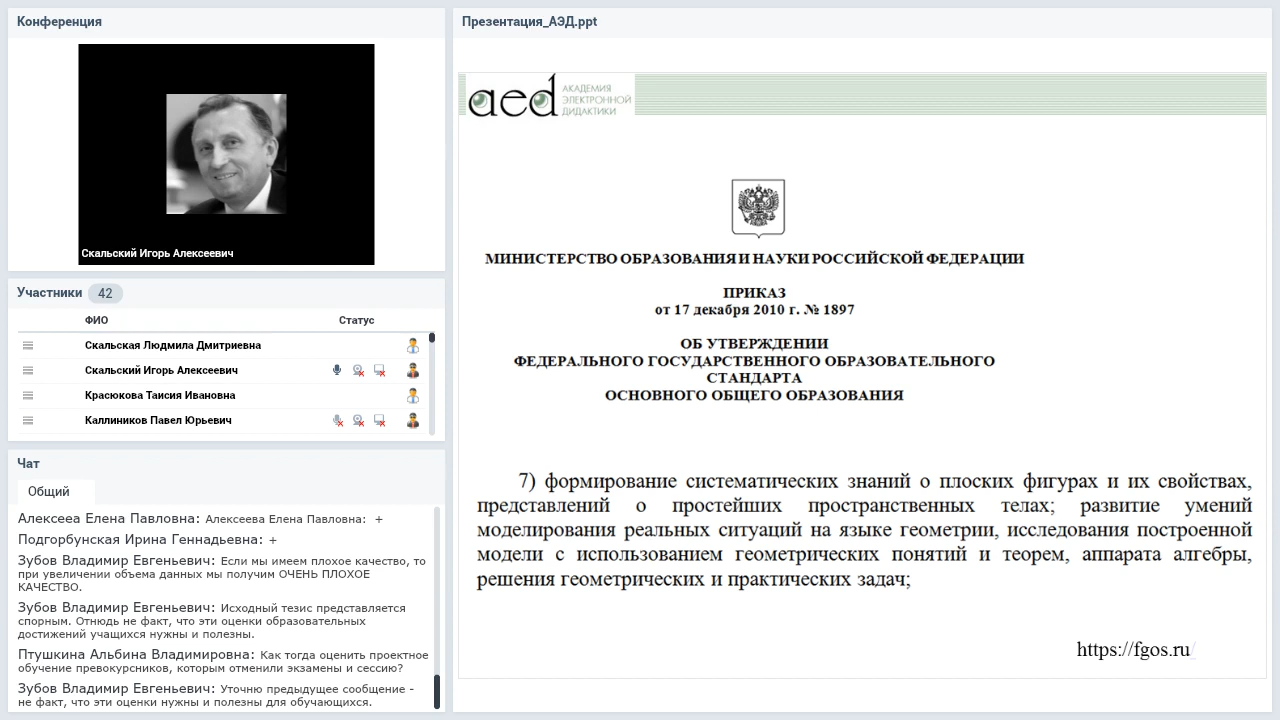 Конференция
Скальский Игорь Алексеевич
Участники 42
ФИО Статус
Скальская Людмила Дмитриевна
Скальский Игорь Алексеевич
Красюкова Таисия Ивановна
Каллиников Павел Юрьевич
Чат
Общий
Алексееа Елена Павловна: Алексеева Елена Павловна: +
Подгорбунская Ирина Геннадьевна: +
Зубов Владимир Евгеньевич: Если мы имеем плохое качество, то
при увеличении объема данных мы получим ОЧЕНЬ ПЛОХОЕ
КАЧЕСТВО.
Зубов Владимир Евгеньевич: Исходный тезис представляется
спорным. Отнюдь не факт, что эти оценки образовательных
достижений учащихся нужны и полезны.
Птушкина Альбина Владимировна: Как тогда оценить проектное
обучение превокурсников, которым отменили экзамены и сессию?
Зубов Владимир Евгеньевич: Уточню предыдущее сообщение -
не факт, что эти оценки нужны и полезны для обучающихся.
Презентация_АЭД.ppt
aed АКАДЕМИЯ
ЭЛЕКТРОННОЙ
ДИДАКТИКИ
МИНИСТЕРСТВО ОБРАЗОВАНИЯ И НАУКИ РОССИЙСКОЙ ФЕДЕРАЦИИ
ПРИКАЗ
от 17 декабря 2010 г. № 1897
ОБ УТВЕРЖДЕНИИ
ФЕДЕРАЛЬНОГО ГОСУДАРСТВЕННОГО ОБРАЗОВАТЕЛЬНОГО
СТАНДАРТА
ОСНОВНОГО ОБЩЕГО ОБРАЗОВАНИЯ
7) формирование систематических знаний о плоских фигурах и их свойствах,
представлений о простейших пространственных телах; развитие умений
моделирования реальных ситуаций на языке геометрии, исследования построенной
модели с использованием геометрических понятий и теорем, аппарата алгебры,
решения геометрических и практических задач;
https://fgos.ru/